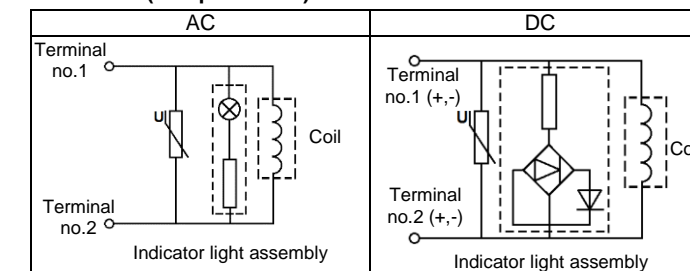 AC
DC
Terminal
no.1
U
Coil
Terminal
no.2
Indicator light assembly
Terminal
no.1 (+,-)
U
Co
Terminal
no.2 (+,-)
Indicator light assembly